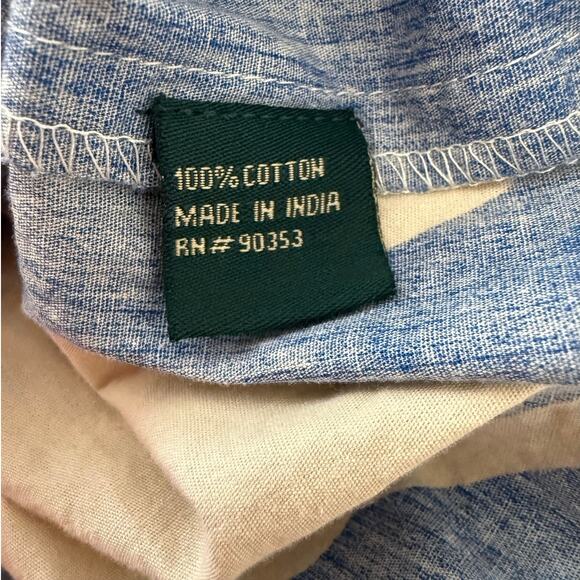 100% COTTON
MADE IN INDIA
RN# 90353